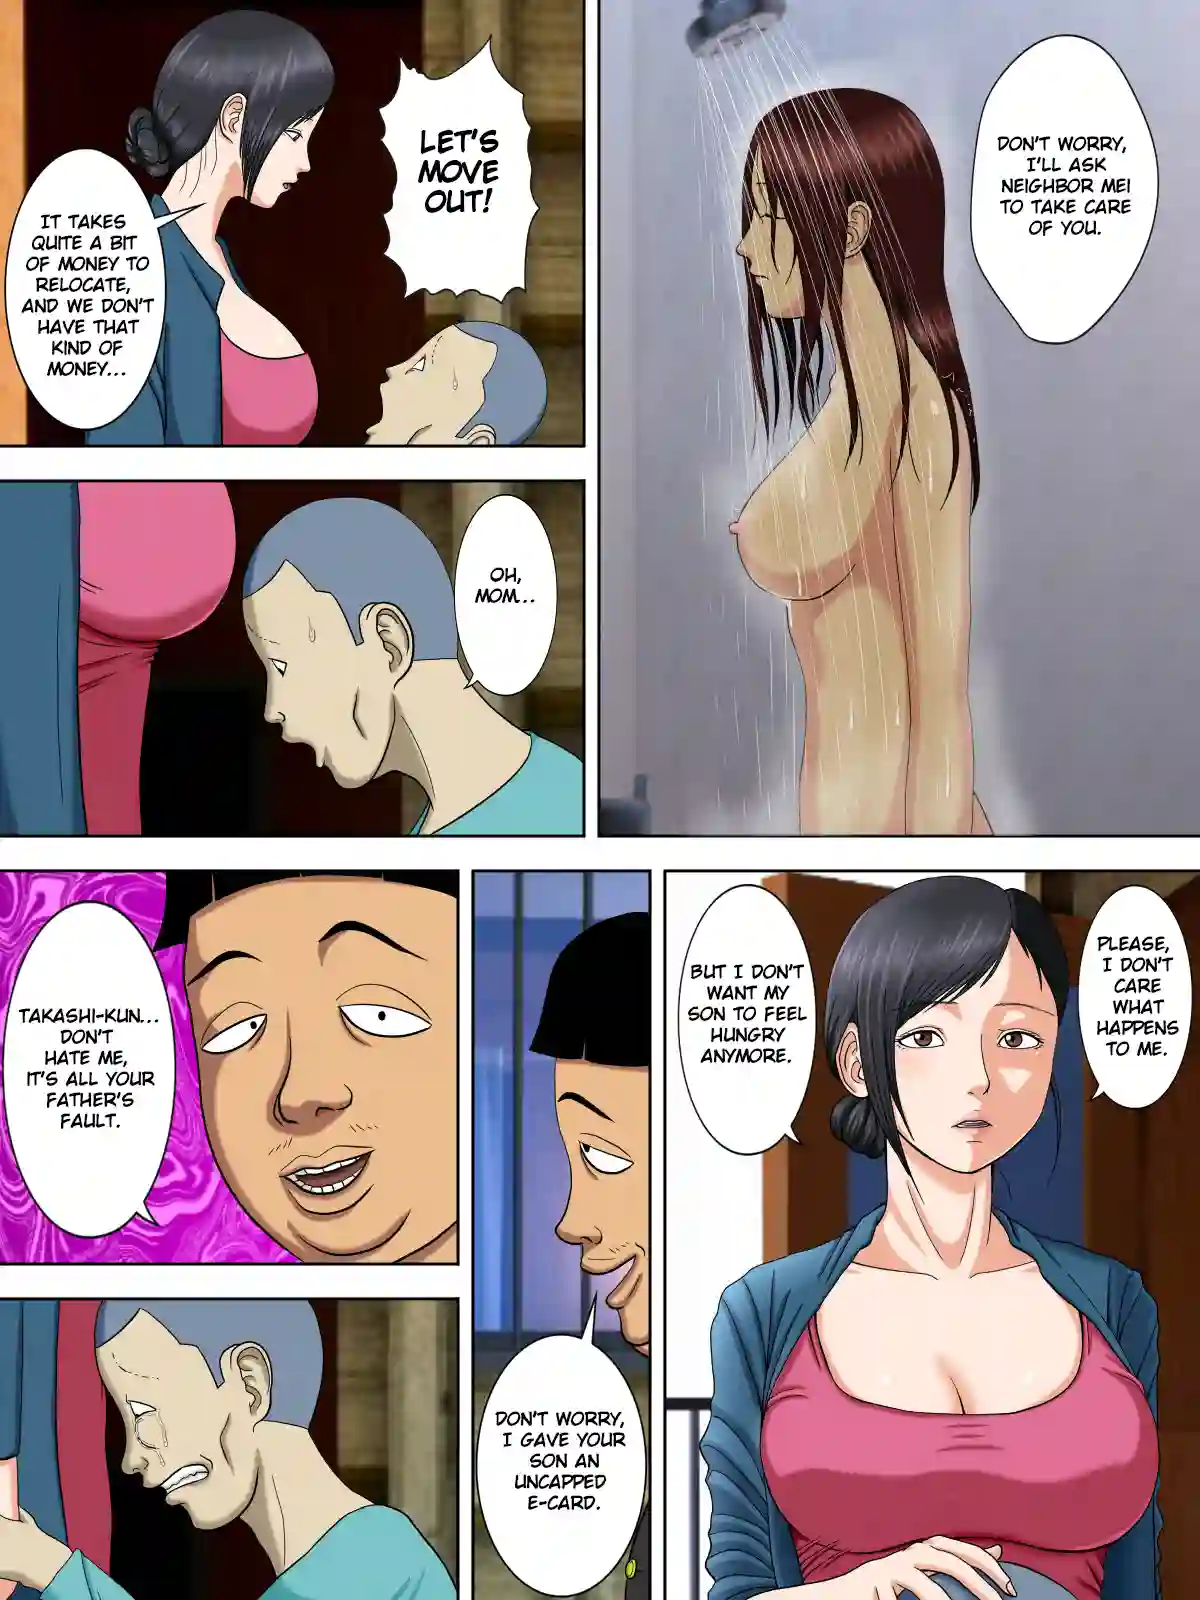 LET'S
MOVE
OUT!
IT TAKES
QUITE A BIT
OF MONEY TO
RELOCATE,
AND WE DON'T
HAVE THAT
KIND OF
MONEY...
DON'T WORRY,
I'LL ASK
NEIGHBOR MEI
TO TAKE CARE
OF YOU.
OH,
MOM...
TAKASHI-KUN...
DON'T
HATE ME,
IT'S ALL YOUR
FATHER'S
FAULT.
DON'T WORRY,
I GAVE YOUR
SON AN
UNCAPPED
E-CARD.
BUT I DON'T
WANT MY
SON TO FEEL
HUNGRY
ANYMORE.
PLEASE,
I DON'T
CARE
WHAT
HAPPENS
TO ME.